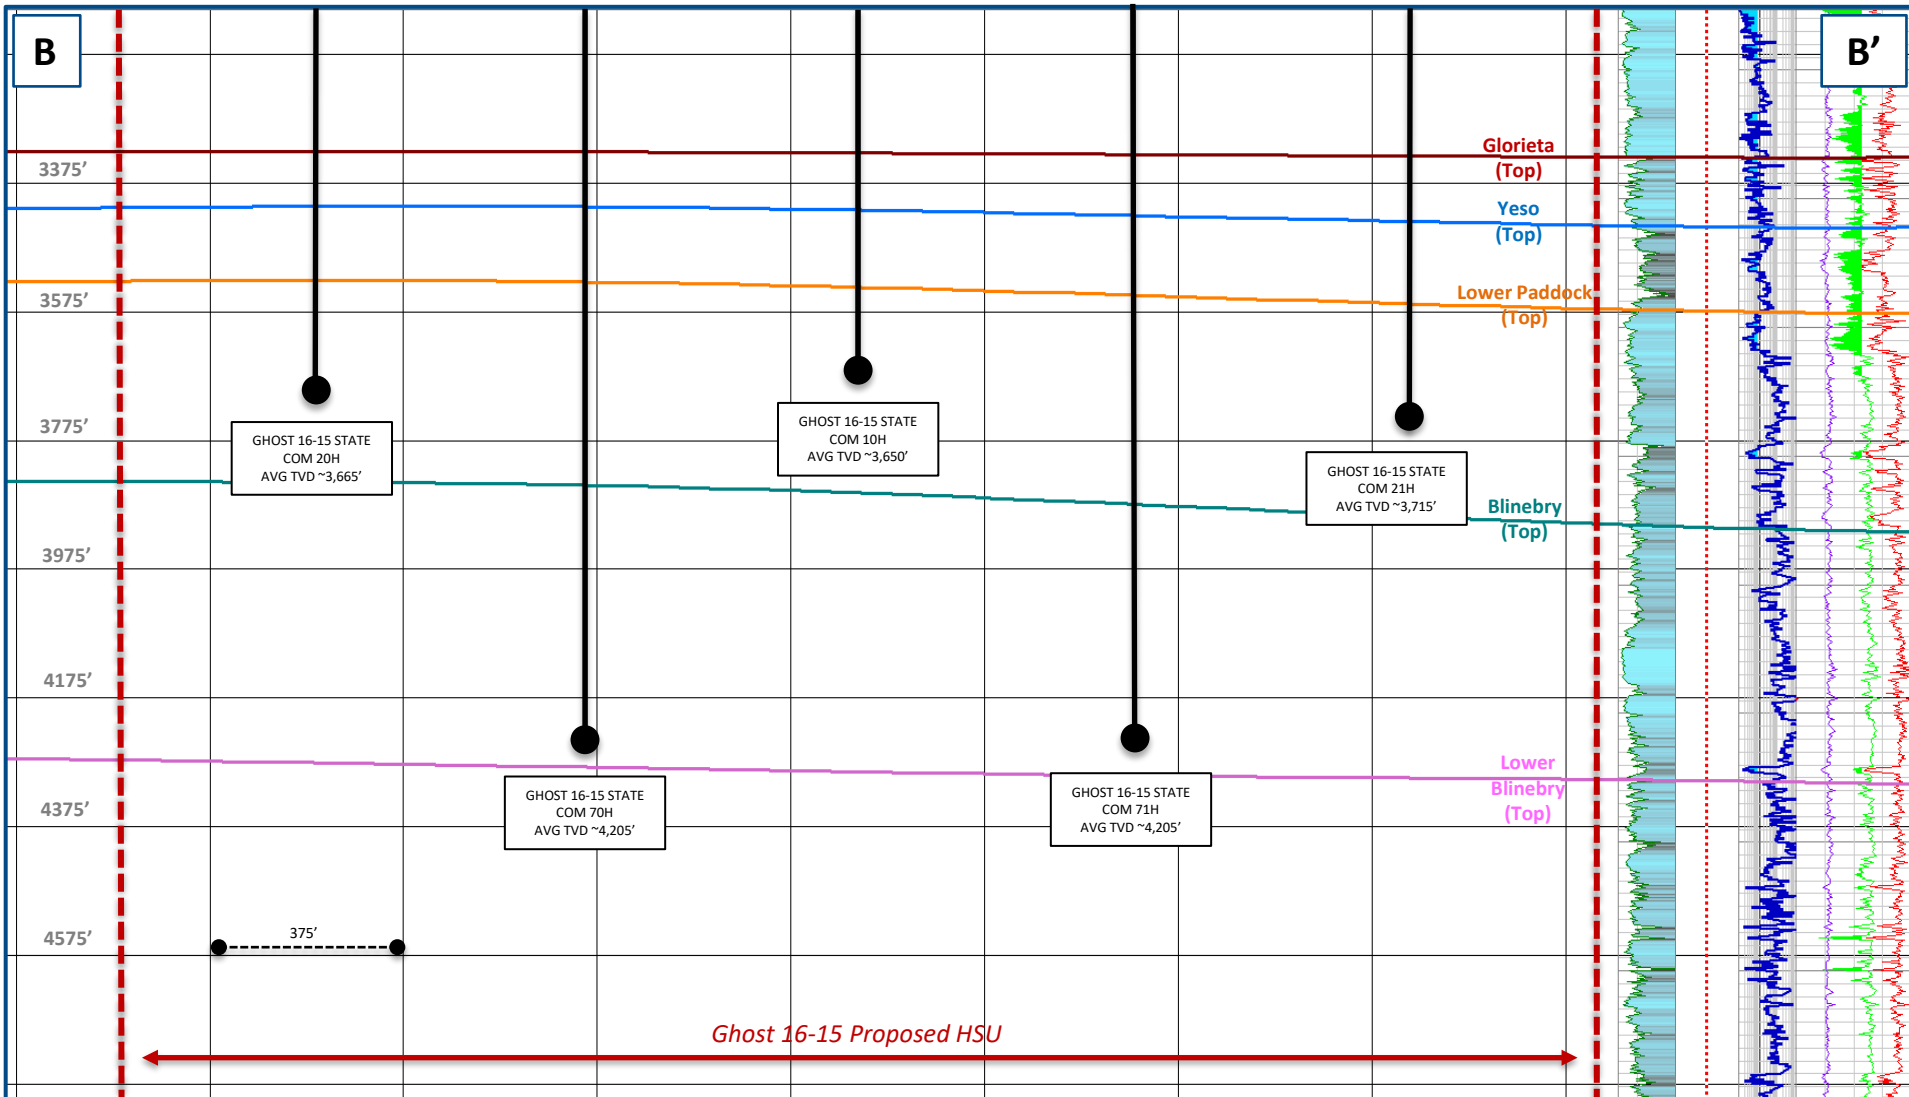 B
B’
Glorieta
(Top)
3375’
Yeso
(Top)
Lower Paddock
(Top)
3575’
GHOST 16-15 STATE
COM 20H
AVG TVD ~3,665’
GHOST 16-15 STATE
COM 10H
AVG TVD ~3,650’
GHOST 16-15 STATE
COM 21H
AVG TVD ~3,715’
3775’
Blinebry
(Top)
3975’
4175’
Lower
Blinebry
(Top)
GHOST 16-15 STATE
COM 70H
AVG TVD ~4,205’
GHOST 16-15 STATE
COM 71H
AVG TVD ~4,205’
4375’
4575’
375’
Ghost 16-15 Proposed HSU